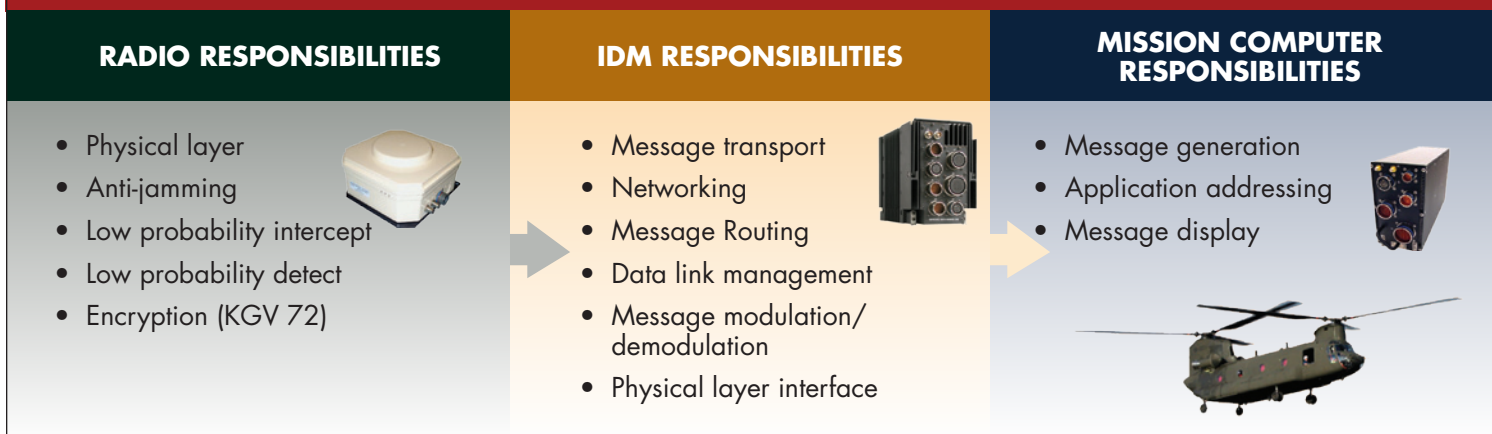 RADIO RESPONSIBILITIES
• Physical layer
• Anti-jamming
• Low probability intercept
• Low probability detect
• Encryption (KGV 72)
IDM RESPONSIBILITIES
• Message transport
• Networking
• Message Routing
• Data link management
• Message modulation/
demodulation
• Physical layer interface
MISSION COMPUTER
RESPONSIBILITIES
• Message generation
• Application addressing
• Message display